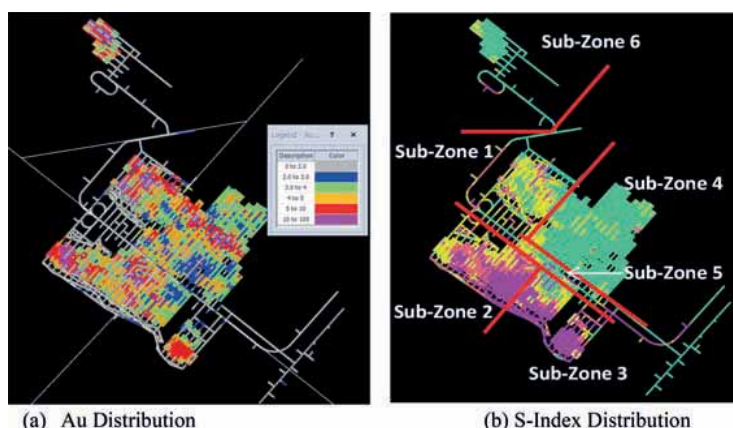 Sub-Zone 6
Legend Au... ? ×
Description Color
0 to 2.0
2.0 to 3.0
3.0 to 4
4 to 5
5 to 10
10 to 105
Sub-Zone 1
Sub-Zone 4
Sub-Zone 5
Sub-Zone 2
Sub-Zone 3
(a) Au Distribution
(b) S-Index Distribution